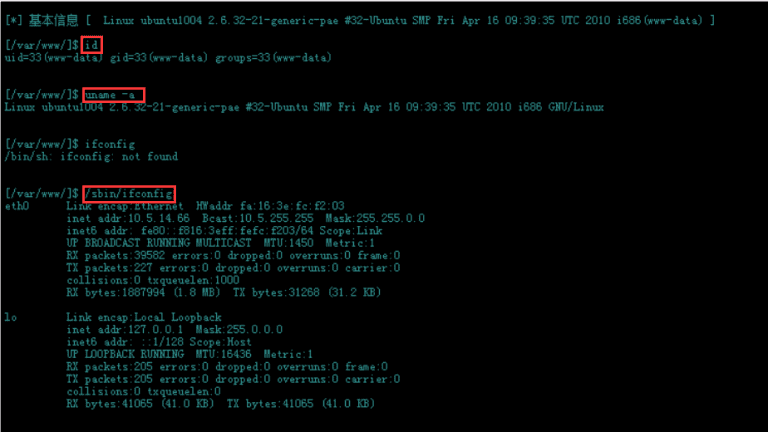 [*] 基本信息 [  Linux ubuntu1004 2.6.32-21-generic-pae #32-Ubuntu SMP Fri Apr 16 09:39:35 UTC 2010 i686(www-data) ]
[/var/www/]$ id
uid=33(www-data) gid=33(www-data) groups=33(www-data)
[/var/www/]$ uname -a
Linux ubuntu1004 2.6.32-21-generic-pae #32-Ubuntu SMP Fri Apr 16 09:39:35 UTC 2010 i686 GNU/Linux
[/var/www/]$ ifconfig
/bin/sh: ifconfig: not found
[/var/www/]$ /sbin/ifconfig
eth0      Link encap:Ethernet  HWaddr fa:16:3e:fc:f2:03
inet addr:10.5.14.66  Bcast:10.5.255.255  Mask:255.255.0.0
inet6 addr: fe80::f816:3eff:fefc:f203/64 Scope:Link
UP BROADCAST RUNNING MULTICAST  MTU:1450  Metric:1
RX packets:39582 errors:0 dropped:0 overruns:0 frame:0
TX packets:227 errors:0 dropped:0 overruns:0 carrier:0
collisions:0 txqueuelen:1000
RX bytes:1887994 (1.8 MB)  TX bytes:31268 (31.2 KB)
lo        Link encap:Local Loopback
inet addr:127.0.0.1  Mask:255.0.0.0
inet6 addr: ::1/128 Scope:Host
UP LOOPBACK RUNNING  MTU:16436  Metric:1
RX packets:205 errors:0 dropped:0 overruns:0 frame:0
TX packets:205 errors:0 dropped:0 overruns:0 carrier:0
collisions:0 txqueuelen:0
RX bytes:41065 (41.0 KB)  TX bytes:41065 (41.0 KB)